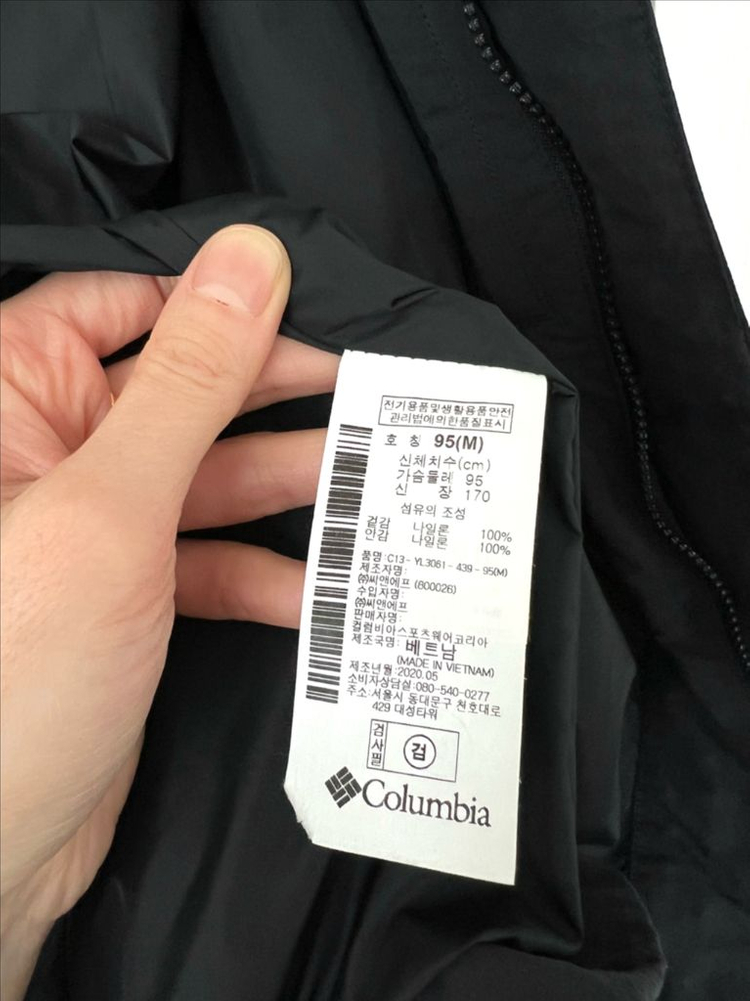 전기용품및생활용품안전
관리법에의한품질표시
호 칭 95(M)
신체치수(cm)
가슴둘레 95
신 장 170
섬유의 조성
겉감 나일론 100%
안감 나일론 100%
품명:C13-YL3061-439-95(M)
제조자명:
㈜씨앤에프 (800026)
수입자명:
㈜씨앤에프
판매자명:
컬럼비아스포츠웨어코리아
제조국명: 베트남
(MADE IN VIETNAM)
제조년월:2020.05
소비자상담실:080-540-0277
주소:서울시 동대문구 천호대로
429 대성타워
검사필 검
Columbia